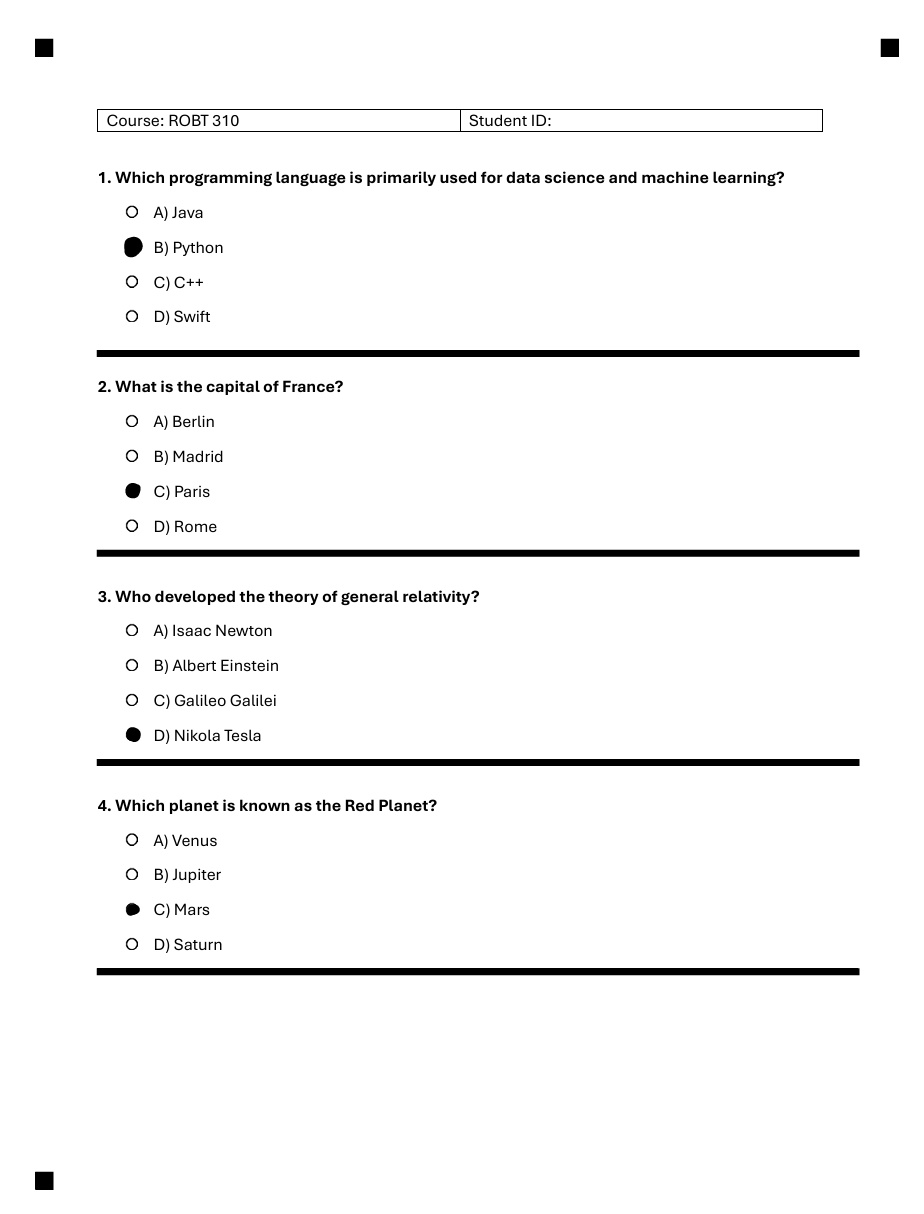 Course: ROBT 310 Student ID:
1. Which programming language is primarily used for data science and machine learning?
A) Java
B) Python
C) C++
D) Swift
2. What is the capital of France?
A) Berlin
B) Madrid
C) Paris
D) Rome
3. Who developed the theory of general relativity?
A) Isaac Newton
B) Albert Einstein
C) Galileo Galilei
D) Nikola Tesla
4. Which planet is known as the Red Planet?
A) Venus
B) Jupiter
C) Mars
D) Saturn